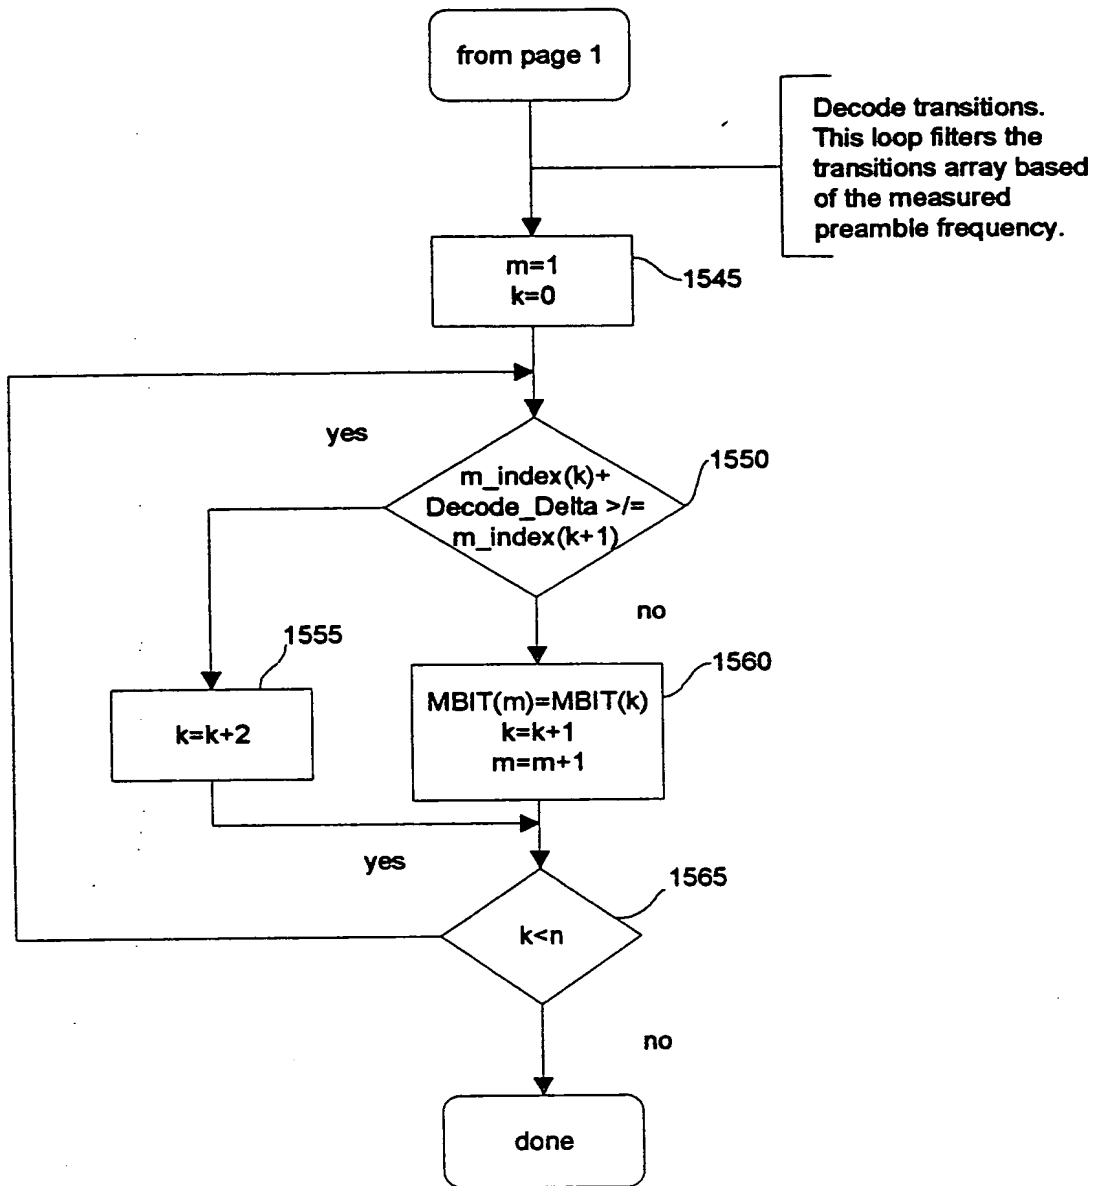 from page 1
Decode transitions.
This loop filters the
transitions array based
of the measured
preamble frequency.
m=1
k=0
1545
yes
m_index(k)+
Decode_Delta >/=
m_index(k+1)
1550
no
1555
k=k+2
1560
MBIT(m)=MBIT(k)
k=k+1
m=m+1
yes
1565
k<n
no
done